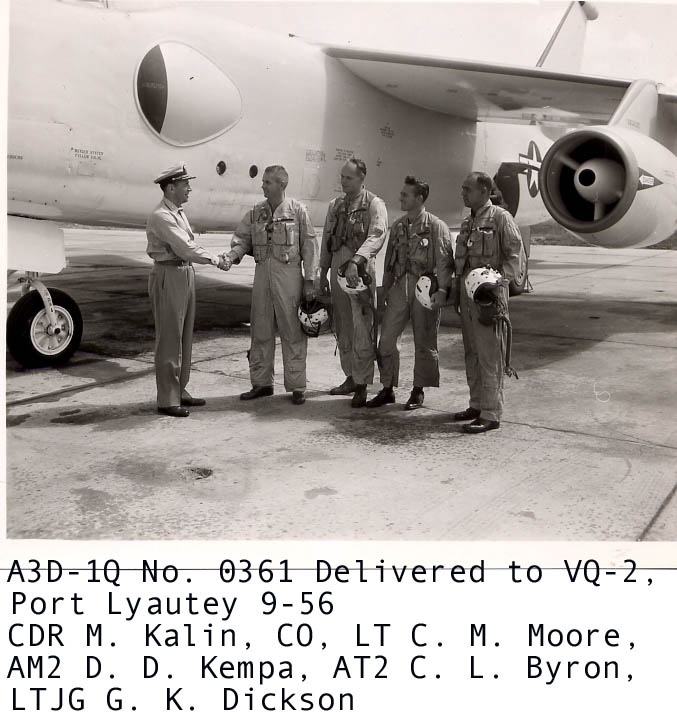 A3D-1Q No. 0361 Delivered to VQ-2,
Port Lyautey 9-56
CDR M. Kalin, CO, LT C. M. Moore,
AM2 D. D. Kempa, AT2 C. L. Byron,
LTJG G. K. Dickson